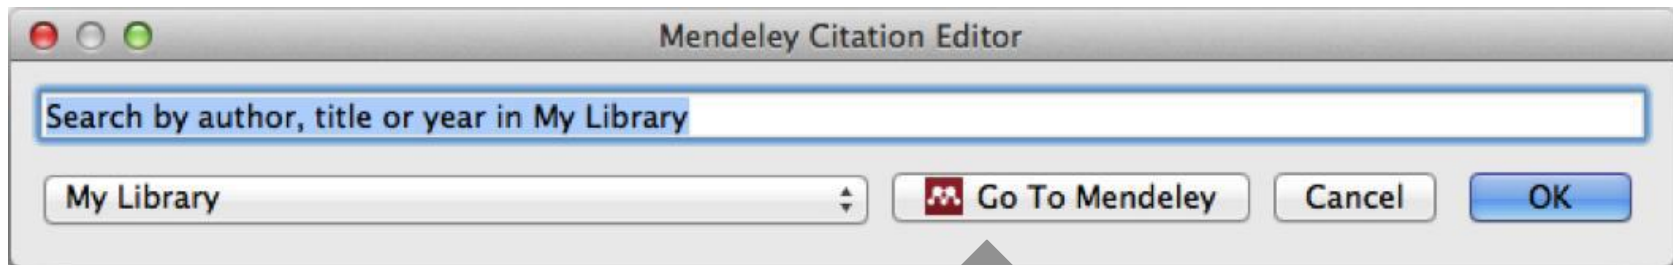 Mendeley Citation Editor
Search by author, title or year in My Library
My Library
Go To Mendeley
Cancel
OK